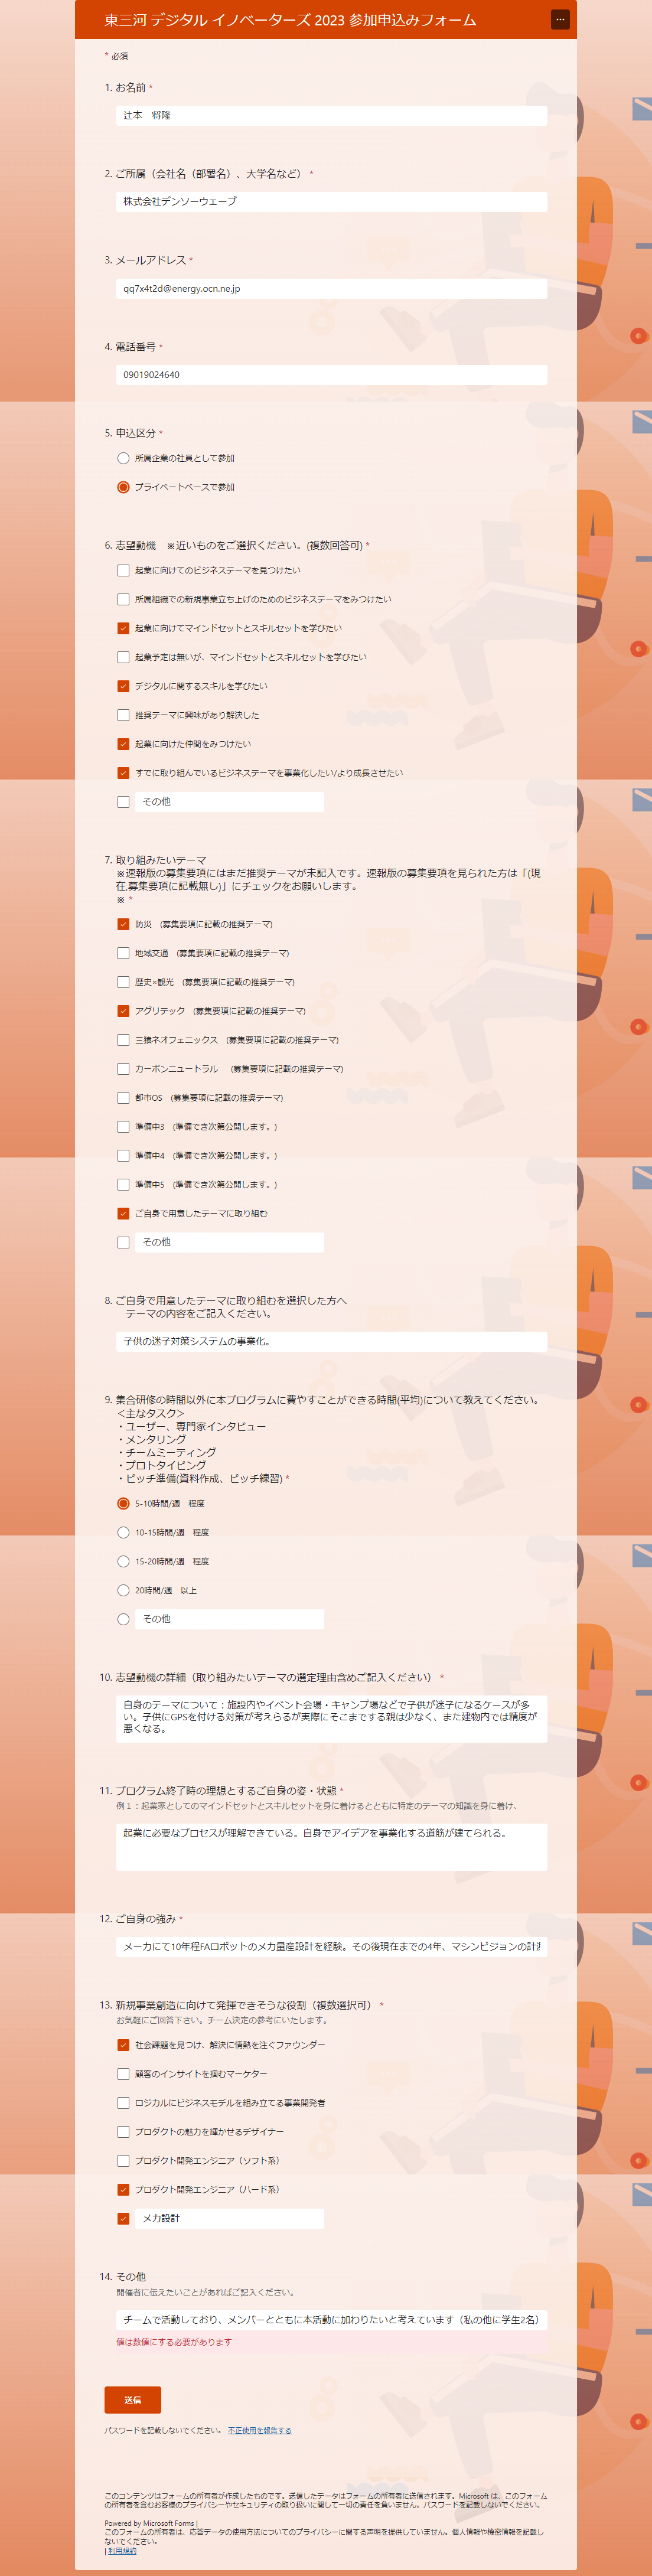 東三河 デジタル イノベーターズ 2023 参加申込みフォーム
* 必須
1. お名前 *
辻本　将隆
2. ご所属（会社名（部署名）、大学名など） *
株式会社デンソーウェーブ
3. メールアドレス *
qq7x4t2d@energy.ocn.ne.jp
4. 電話番号 *
09019024640
5. 申込区分 *
所属企業の社員として参加
プライベートベースで参加
6. 志望動機　※近いものをご選択ください。(複数回答可) *
起業に向けてのビジネステーマを見つけたい
所属組織での新規事業立ち上げのためのビジネステーマをみつけたい
起業に向けてマインドセットとスキルセットを学びたい
起業予定は無いが、マインドセットとスキルセットを学びたい
デジタルに関するスキルを学びたい
推奨テーマに興味があり解決した
起業に向けた仲間をみつけたい
すでに取り組んでいるビジネステーマを事業化したい/より成長させたい
その他
7. 取り組みたいテーマ
※速報版の募集要項にはまだ推奨テーマが未記入です。速報版の募集要項を見られた方は「(現
在,募集要項に記載無し)」にチェックをお願いします。
※ *
防災　(募集要項に記載の推奨テーマ)
地域交通　(募集要項に記載の推奨テーマ)
歴史×観光　(募集要項に記載の推奨テーマ)
アグリテック　(募集要項に記載の推奨テーマ)
三猿ネオフェニックス　(募集要項に記載の推奨テーマ)
カーボンニュートラル　 (募集要項に記載の推奨テーマ)
都市OS　(募集要項に記載の推奨テーマ)
準備中3　(準備でき次第公開します。)
準備中4　(準備でき次第公開します。)
準備中5　(準備でき次第公開します。)
ご自身で用意したテーマに取り組む
その他
8. ご自身で用意したテーマに取り組むを選択した方へ
テーマの内容をご記入ください。
子供の迷子対策システムの事業化。
9. 集合研修の時間以外に本プログラムに費やすことができる時間(平均)について教えてください。
＜主なタスク＞
・ユーザー、専門家インタビュー
・メンタリング
・チームミーティング
・プロトタイピング
・ピッチ準備(資料作成、ピッチ練習) *
5-10時間/週　程度
10-15時間/週　程度
15-20時間/週　程度
20時間/週　以上
その他
10. 志望動機の詳細（取り組みたいテーマの選定理由含めご記入ください） *
自身のテーマについて：施設内やイベント会場・キャンプ場などで子供が迷子になるケースが多
い。子供にGPSを付ける対策が考えらるが実際にそこまでする親は少なく、また建物内では精度が
悪くなる。
11. プログラム終了時の理想とするご自身の姿・状態 *
例１：起業家としてのマインドセットとスキルセットを身に着けるとともに特定のテーマの知識を身に着け、
起業に必要なプロセスが理解できている。自身でアイデアを事業化する道筋が建てられる。
12. ご自身の強み *
メーカにて10年程FAロボットのメカ量産設計を経験。その後現在までの4年、マシンビジョンの計
13. 新規事業創造に向けて発揮できそうな役割（複数選択可） *
お気軽にご回答下さい。チーム決定の参考にいたします。
社会課題を見つけ、解決に情熱を注ぐファウンダー
顧客のインサイトを掴むマーケター
ロジカルにビジネスモデルを組み立てる事業開発者
プロダクトの魅力を輝かせるデザイナー
プロダクト開発エンジニア（ソフト系）
プロダクト開発エンジニア（ハード系）
メカ設計
14. その他
開催者に伝えたいことがあればご記入ください。
チームで活動しており、メンバーとともに本活動に加わりたいと考えています（私の他に学生2名）
値は数値にする必要があります
送信
パスワードを記載しないでください。 不正使用を報告する
このコンテンツはフォームの所有者が作成したものです。送信したデータはフォームの所有者に送信されます。Microsoft は、このフォーム
の所有者を含むお客様のプライバシーやセキュリティの取り扱いに関して一切の責任を負いません。パスワードを記載しないでください。
Powered by Microsoft Forms |
このフォームの所有者は、応答データの使用方法についてのプライバシーに関する声明を提供していません。個人情報や機密情報を記載し
ないでください。
| 利用規約